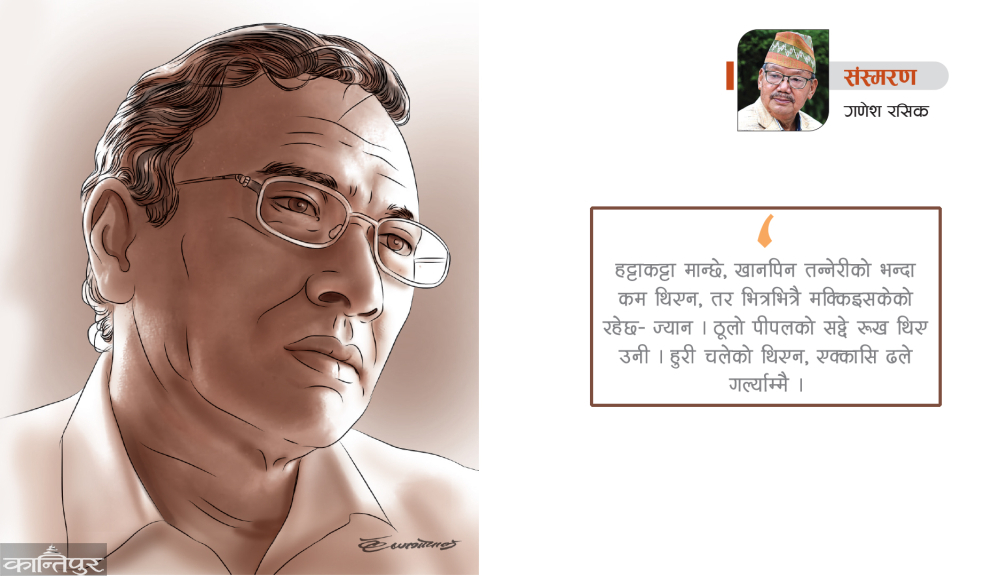 संस्मरण
गणेश रसिक
हट्टाकट्टा मान्छे, खानपिन तन्नेरीको भन्दा
कम थिएन, तर भित्रभित्रै मक्किइसकेको
रहेछ- ज्यान । ठूलो पीपलको सट्टे रूख थिए
उनी । हुरी चलेको थिएन, एक्कासि ढले
गर्ल्याम्मै ।
कान्तिपुर